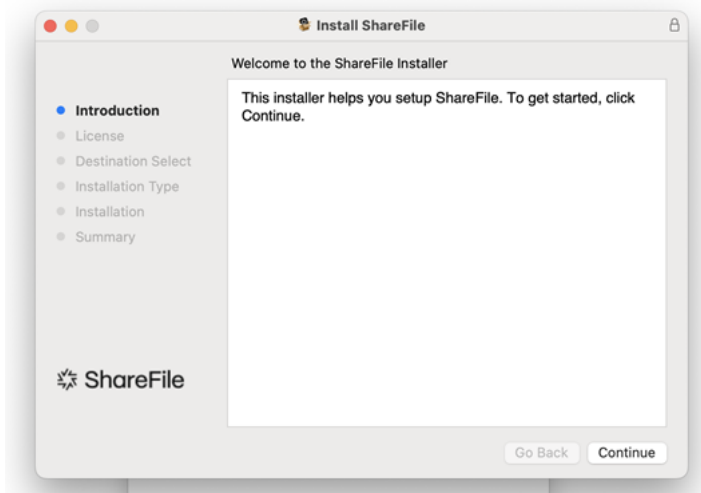 Install ShareFile
Welcome to the ShareFile Installer
Introduction
License
Destination Select
Installation Type
Installation
Summary
This installer helps you setup ShareFile. To get started, click
Continue.
ShareFile
Go Back
Continue